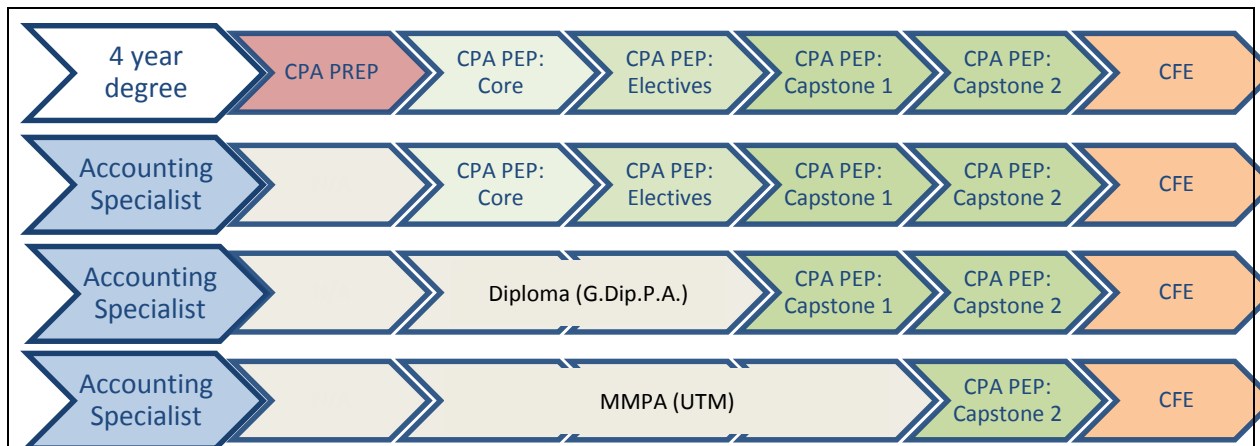 4 year
degree
CPA PREP
CPA PEP:
Core
CPA PEP:
Electives
CPA PEP:
Capstone 1
CPA PEP:
Capstone 2
CFE
Accounting
Specialist
CPA PEP:
Core
CPA PEP:
Electives
CPA PEP:
Capstone 1
CPA PEP:
Capstone 2
CFE
Accounting
Specialist
Diploma (G.Dip.P.A.)
CPA PEP:
Capstone 1
CPA PEP:
Capstone 2
CFE
Accounting
Specialist
MMPA (UTM)
CPA PEP:
Capstone 2
CFE